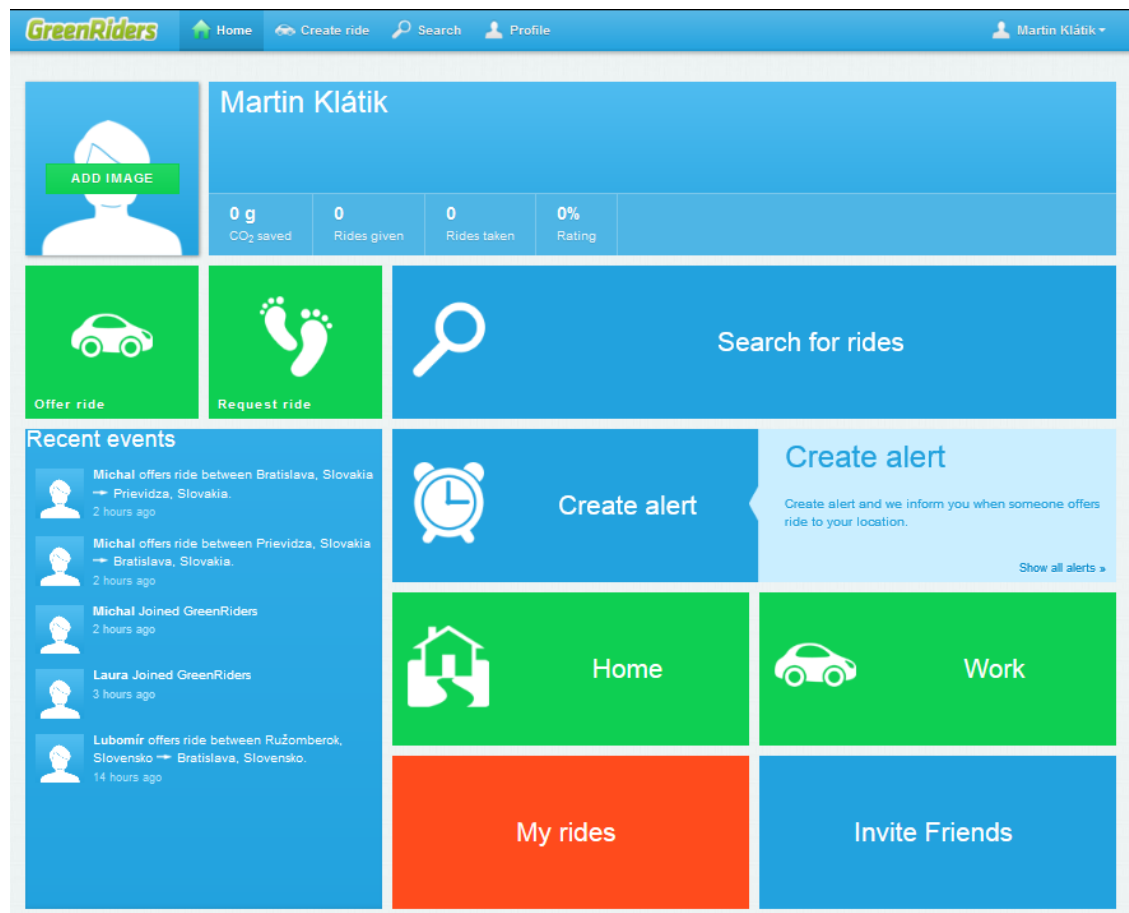 GreenRiders
Home
Create ride
Search
Profile
Martin Klátik
Martin Klátik
ADD IMAGE
0 g
CO₂ saved
0
Rides given
0
Rides taken
0%
Rating
Offer ride
Request ride
Search for rides
Recent events
Michal offers ride between Bratislava, Slovakia
→ Prievidza, Slovakia.
2 hours ago
Michal offers ride between Prievidza, Slovakia
→ Bratislava, Slovakia.
2 hours ago
Michal Joined GreenRiders
2 hours ago
Laura Joined GreenRiders
3 hours ago
Lubomír offers ride between Ružomberok,
Slovensko → Bratislava, Slovensko.
14 hours ago
Create alert
Create alert
Create alert and we inform you when someone offers
ride to your location.
Show all alerts »
Home
Work
My rides
Invite Friends